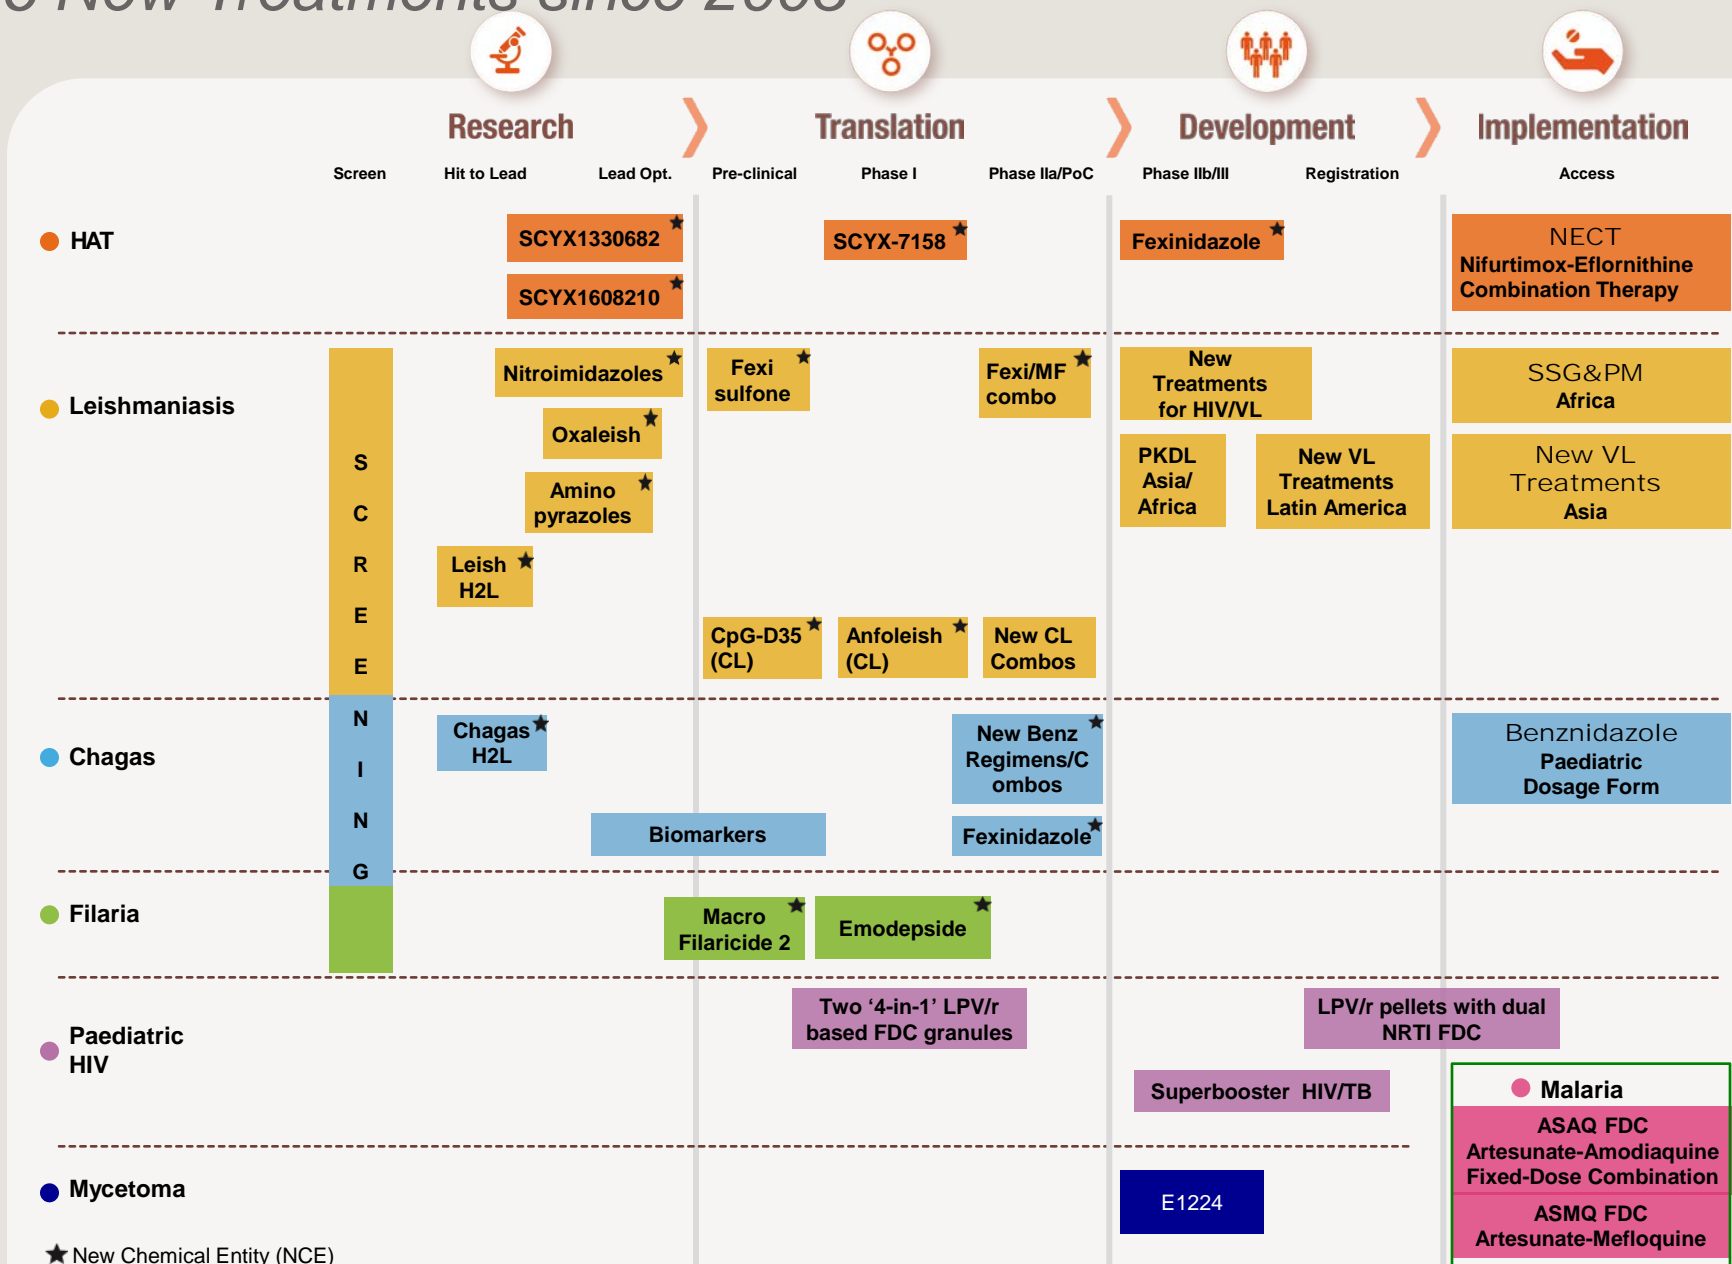 New Treatments since
Research
Translation
Development
Implementation
Screen
Hit to Lead
Lead Opt.
Pre-clinical
Phase I
Phase IIa/PoC
Phase IIb/III
Registration
Access
HAT
SCYX1330682
SCYX1608210
SCYX-7158
Fexinidazole
NECT
Nifurtimox-Eflornithine
Combination Therapy
SCREENING
Leishmaniasis
Nitroimidazoles
Oxaleish
Amino
pyrazoles
Leish
H2L
Fexi
sulfone
Fexi/MF
combo
CpG-D35
(CL)
Anfoleish
(CL)
New CL
Combos
New
Treatments
for HIV/VL
PKDL
Asia/
Africa
New VL
Treatments
Latin America
SSG&PM
Africa
New VL
Treatments
Asia
Chagas
Chagas
H2L
Biomarkers
New Benz
Regimens/C
ombos
Fexinidazole
Benznidazole
Paediatric
Dosage Form
Filaria
Macro
Filaricide 2
Emodepside
Paediatric
HIV
Two ‘4-in-1’ LPV/r
based FDC granules
LPV/r pellets with dual
NRTI FDC
Superbooster HIV/TB
Malaria
ASAQ FDC
Artesunate-Amodiaquine
Fixed-Dose Combination
ASMQ FDC
Artesunate-Mefloquine
Mycetoma
E1224
New Chemical Entity (NCE)